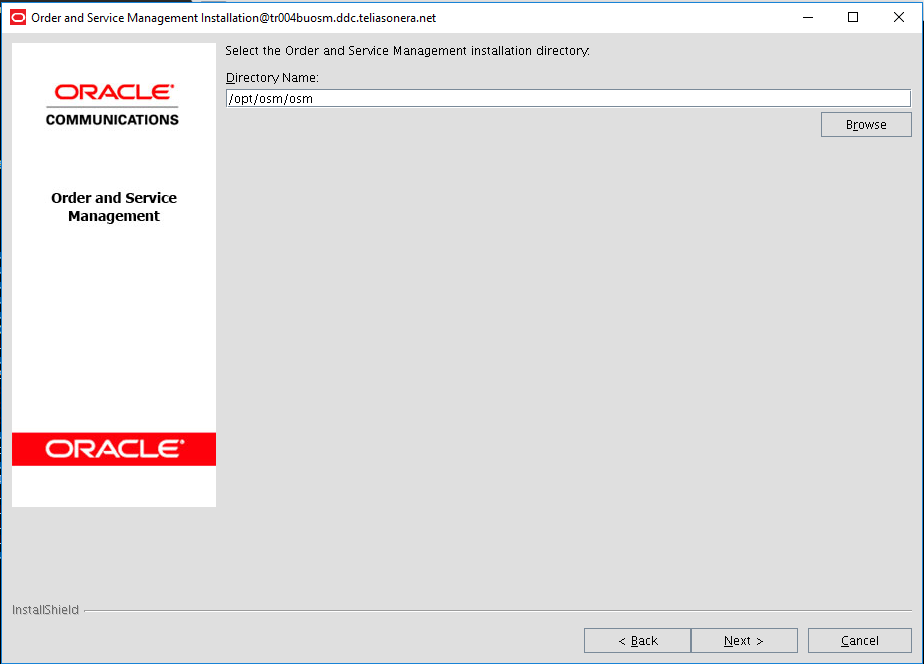 Order and Service Management Installation@tr004buosm.ddc.teliasonera.net
ORACLE
COMMUNICATIONS
Order and Service
Management
ORACLE
Select the Order and Service Management installation directory:
Directory Name:
/opt/osm/osm
Browse
InstallShield
< Back
Next >
Cancel